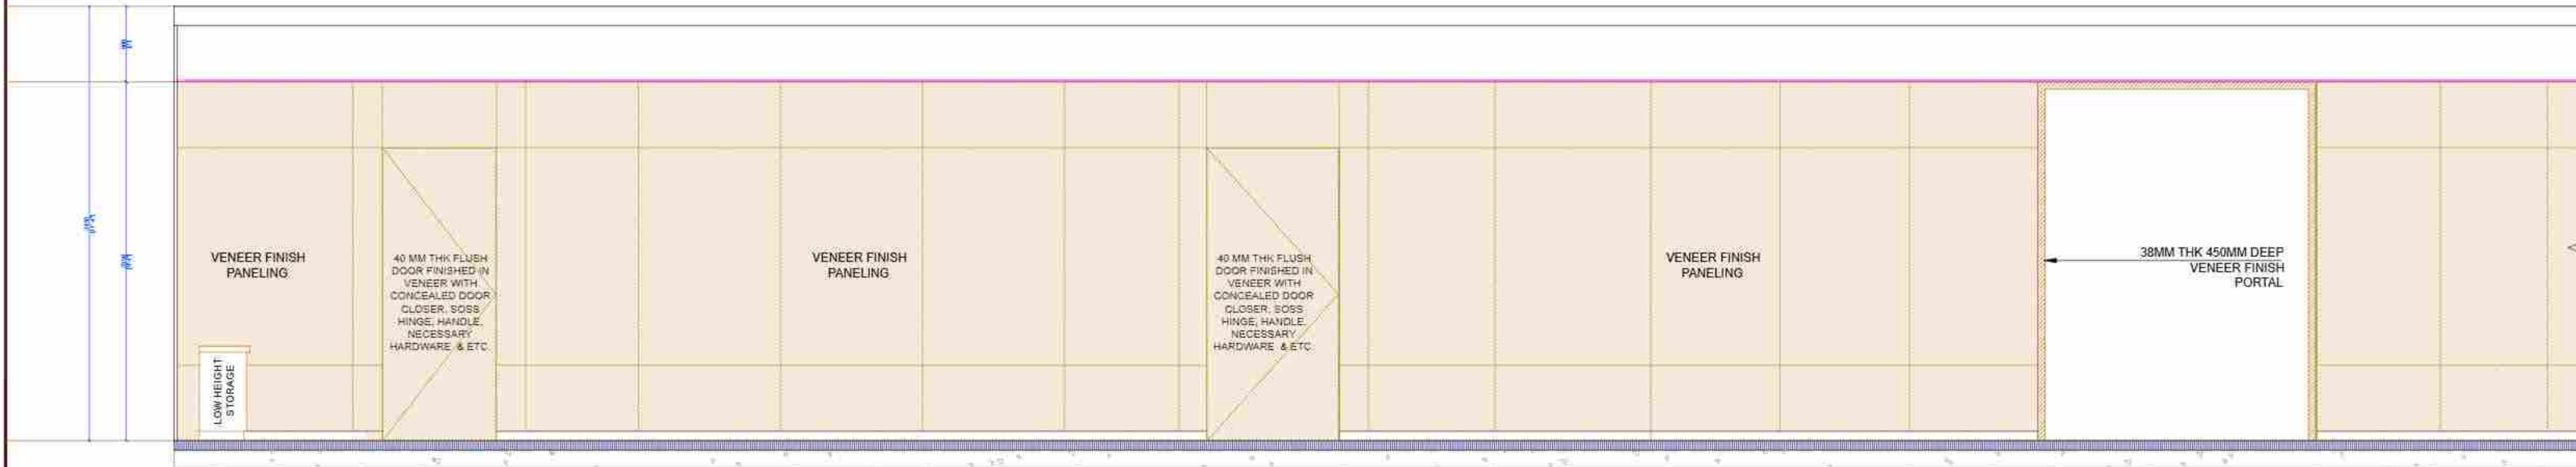 VENEER FINISH
PANELING
LOW HEIGHT
STORAGE
40 MM THK FLUSH
DOOR FINISHED IN
VENEER WITH
CONCEALED DOOR
CLOSER, SOSS
HINGE, HANDLE,
NECESSARY
HARDWARE & ETC.
VENEER FINISH
PANELING
40 MM THK FLUSH
DOOR FINISHED IN
VENEER WITH
CONCEALED DOOR
CLOSER, SOSS
HINGE, HANDLE,
NECESSARY
HARDWARE & ETC.
VENEER FINISH
PANELING
38MM THK 450MM DEEP
VENEER FINISH
PORTAL